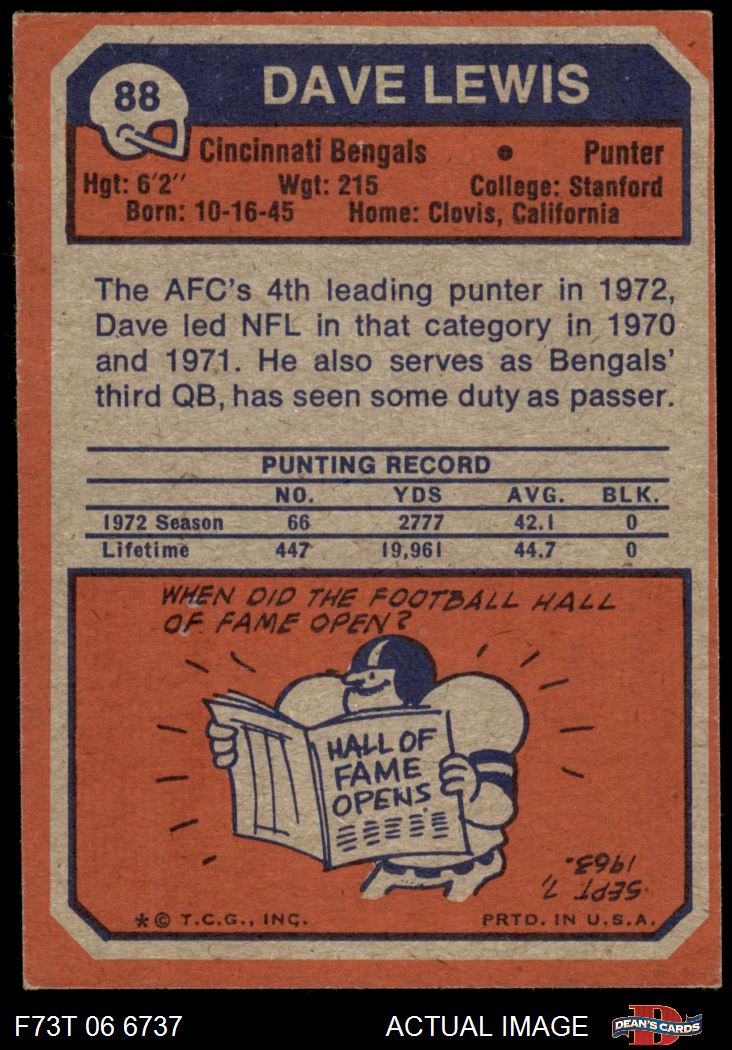 88
DAVE LEWIS
Cincinnati Bengals • Punter
Hgt: 6'2" Wgt: 215 College: Stanford
Born: 10-16-45 Home: Clovis, California
The AFC's 4th leading punter in 1972,
Dave led NFL in that category in 1970
and 1971. He also serves as Bengals'
third QB, has seen some duty as passer.
PUNTING RECORD
NO. YDS AVG. BLK.
1972 Season 66 2777 42.1 0
Lifetime 447 19,961 44.7 0
WHEN DID THE FOOTBALL HALL
OF FAME OPEN?
HALL OF
FAME
OPENS
SEPT. 7,
1963.
*© T.C.G., INC. PRTD. IN U.S.A.
F73T 06 6737 ACTUAL IMAGE
D
DEAN'S CARDS